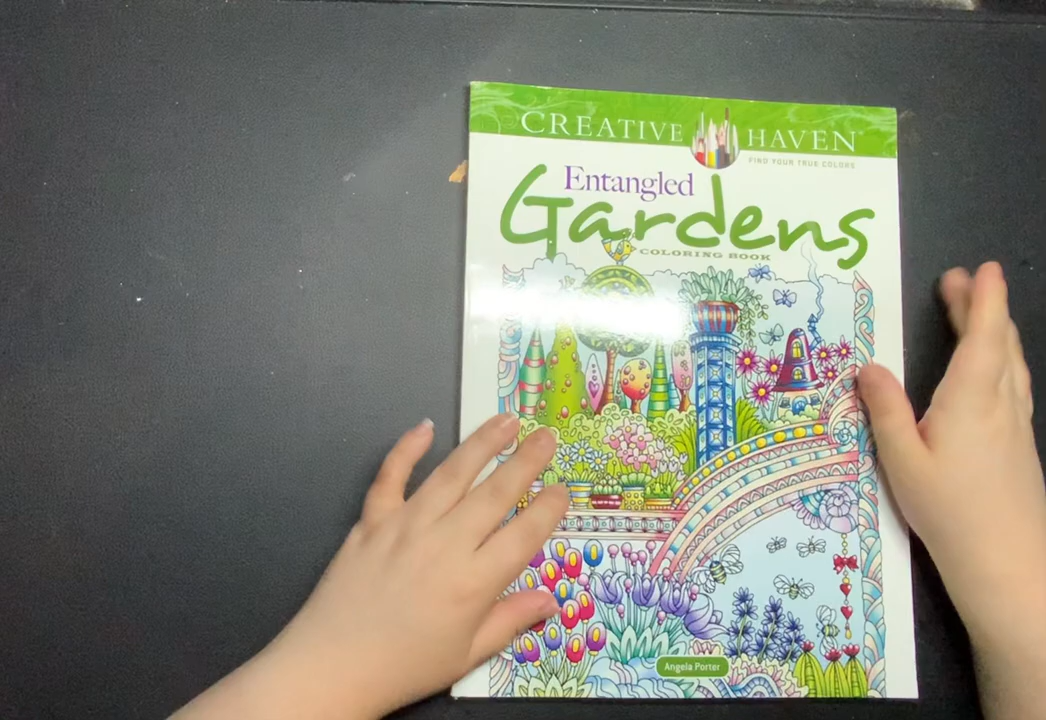 CREATIVE HAVEN
FIND YOUR TRUE COLORS
Entangled
Gardens
COLORING BOOK
Angela Porter